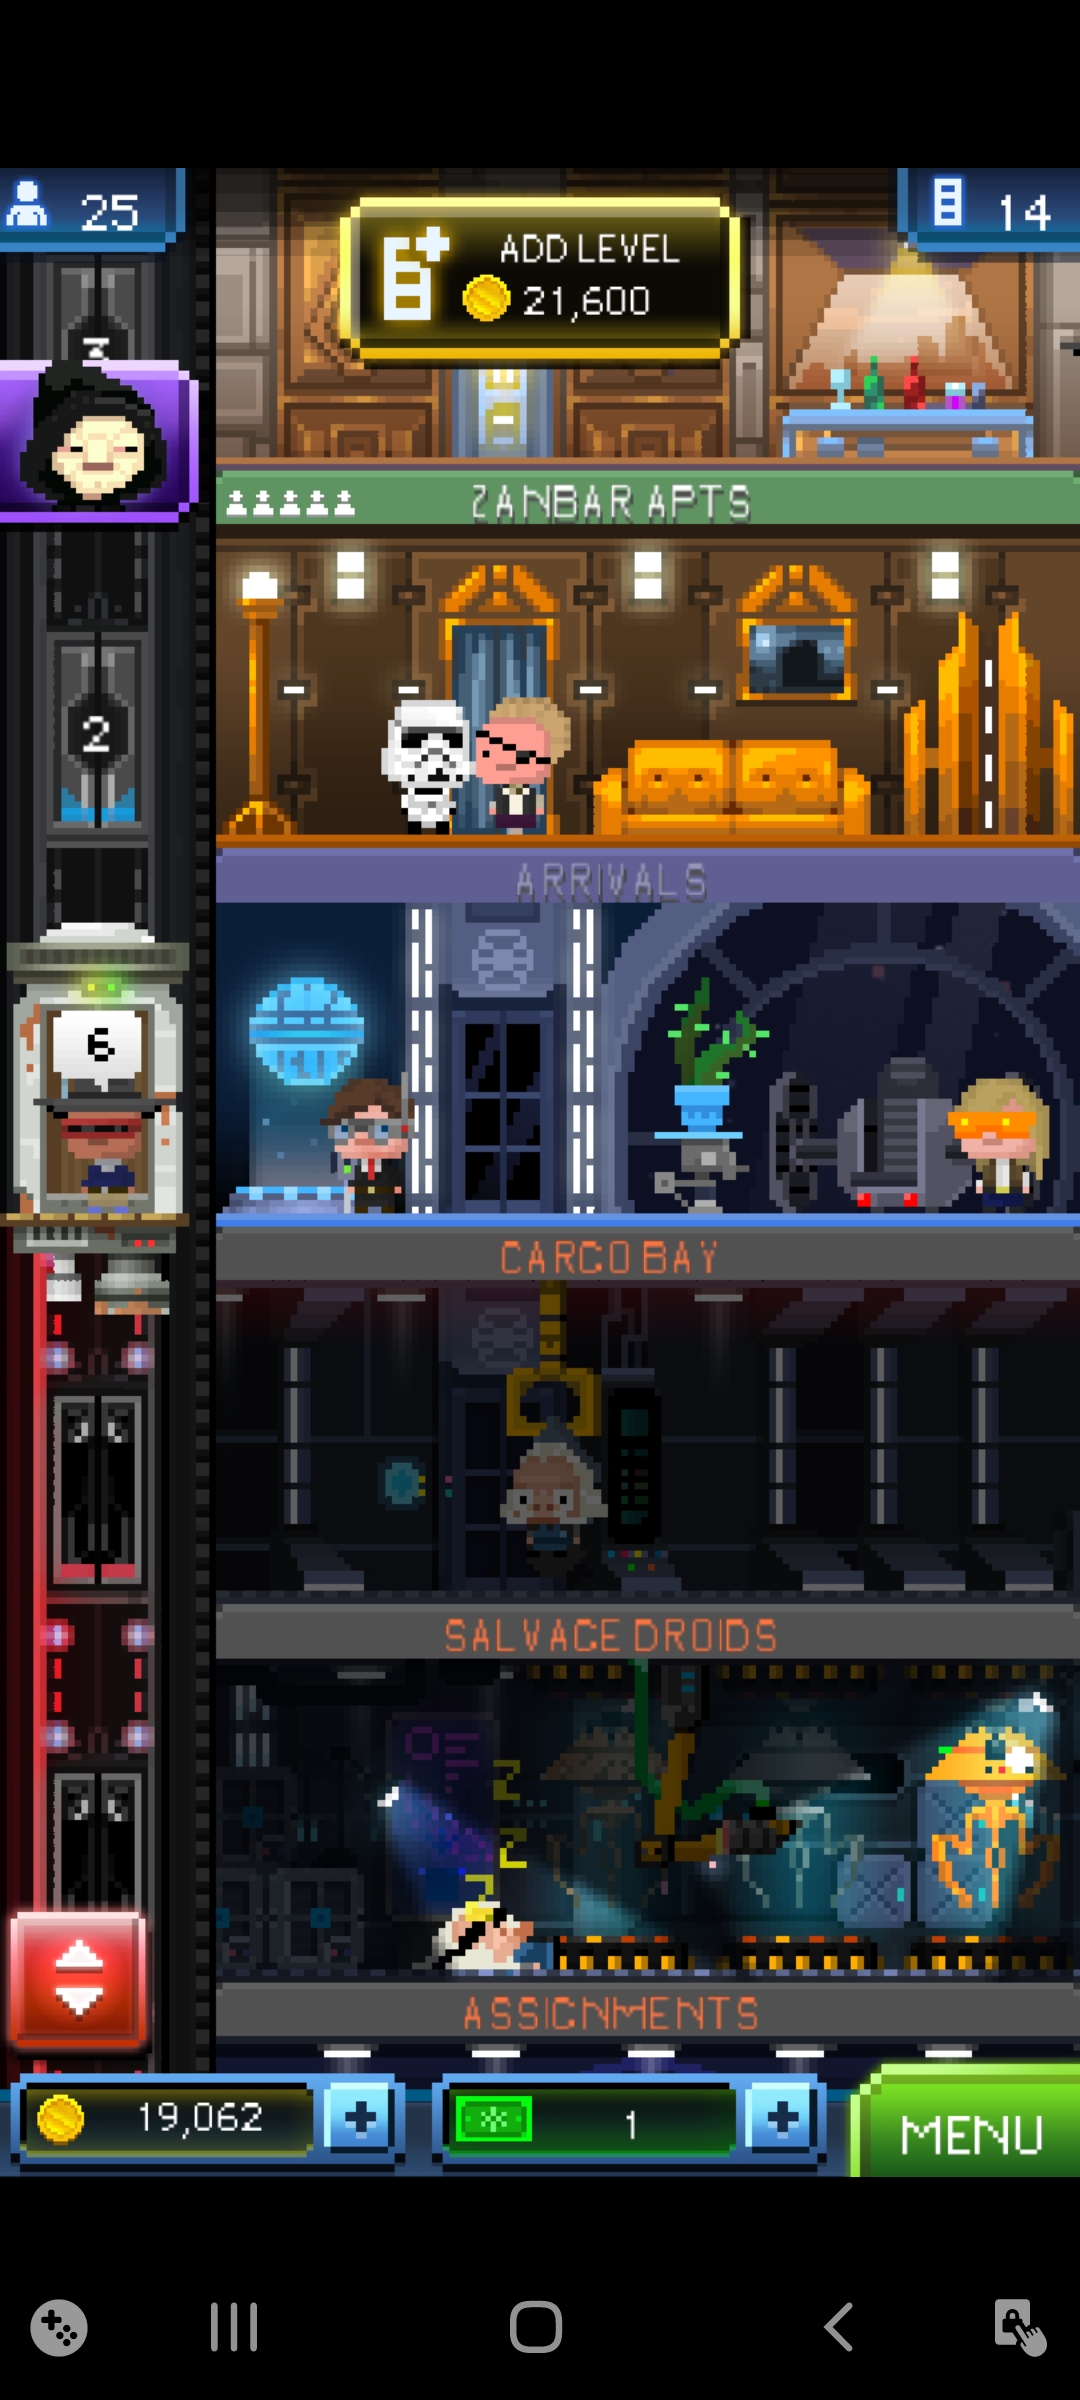 25
ADD LEVEL
21,600
14
3
ZANBAR APTS
2
ARRIVALS
6
CARGO BAY
SALVAGE DROIDS
Z
Z
Z
ASSIGNMENTS
19,062
1
MENU